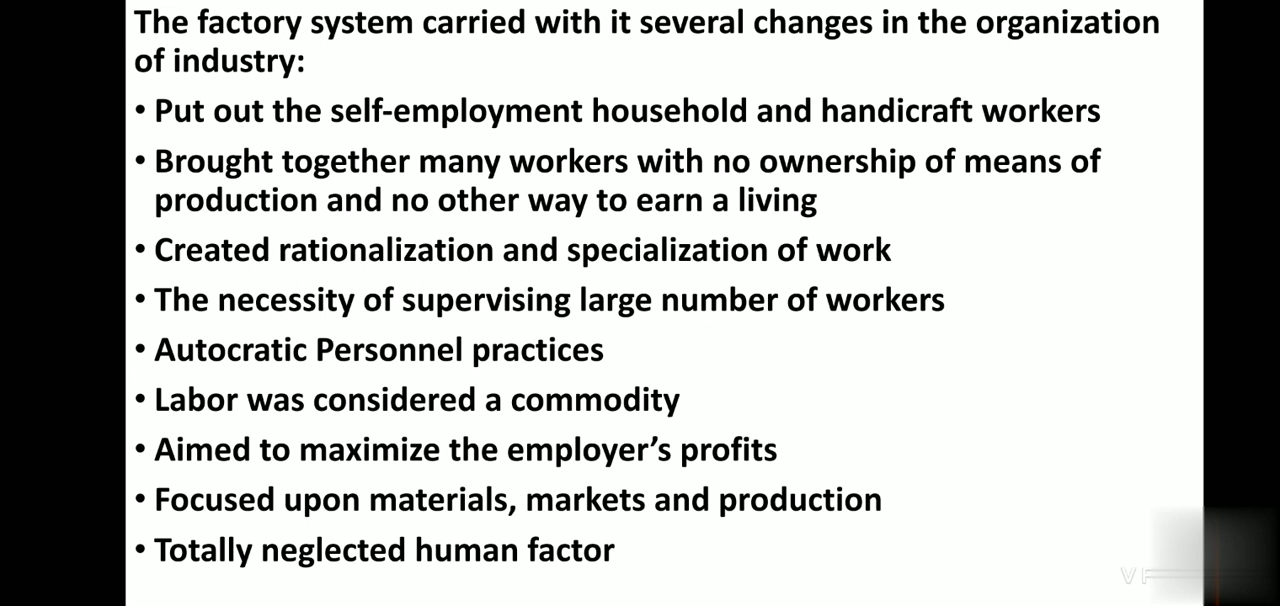 The factory system carried with it several changes in the organization
of industry:
• Put out the self-employment household and handicraft workers
• Brought together many workers with no ownership of means of
production and no other way to earn a living
• Created rationalization and specialization of work
• The necessity of supervising large number of workers
• Autocratic Personnel practices
• Labor was considered a commodity
• Aimed to maximize the employer’s profits
• Focused upon materials, markets and production
• Totally neglected human factor